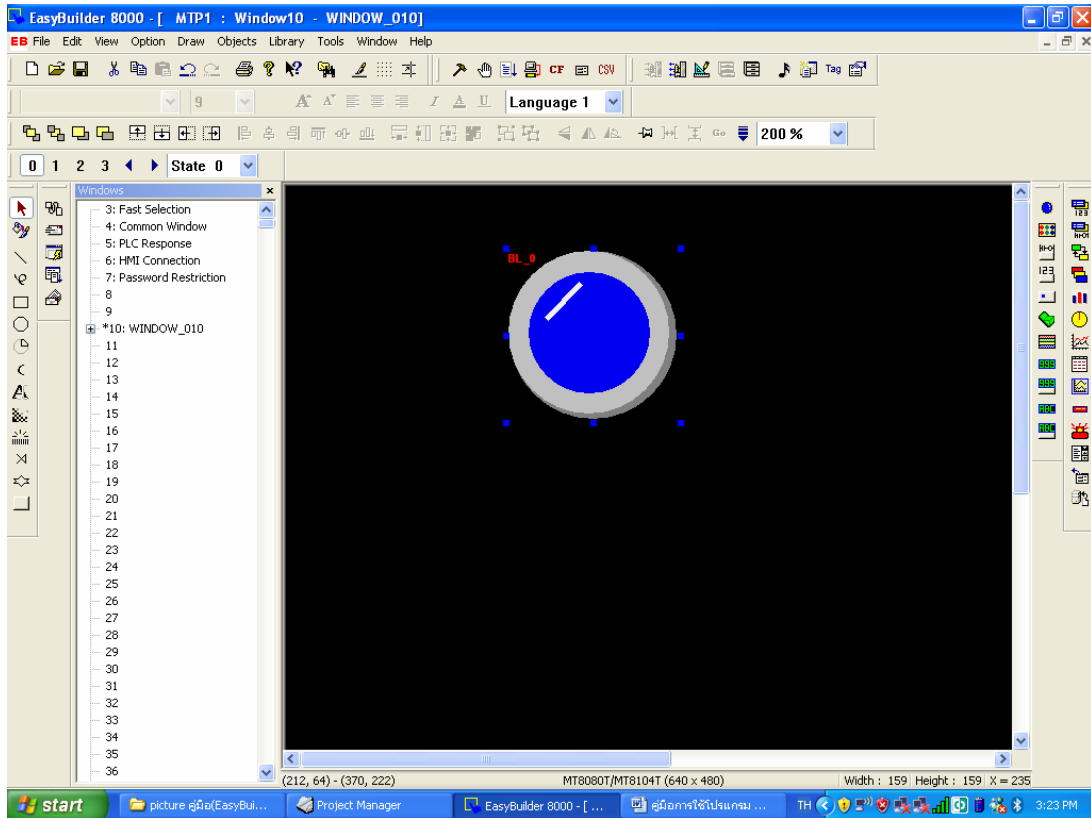 EasyBuilder 8000 - [ MTP1 : Window10 - WINDOW_010]
EB File Edit View Option Draw Objects Library Tools Window Help
CF CSV Tag
9 Language 1
Go 200 %
0 1 2 3 State 0
Windows
3: Fast Selection
4: Common Window
5: PLC Response
6: HMI Connection
7: Password Restriction
8
9
*10: WINDOW_010
11
12
13
14
15
16
17
18
19
20
21
22
23
24
25
26
27
28
29
30
31
32
33
34
35
36
BL_0
(212, 64) - (370, 222) MT8080T/MT8104T (640 x 480) Width : 159 Height : 159 X = 235
start picture คู่มือ(EasyBui... Project Manager EasyBuilder 8000 - [ ... คู่มือการใช้โปรแกรม ... TH 3:23 PM